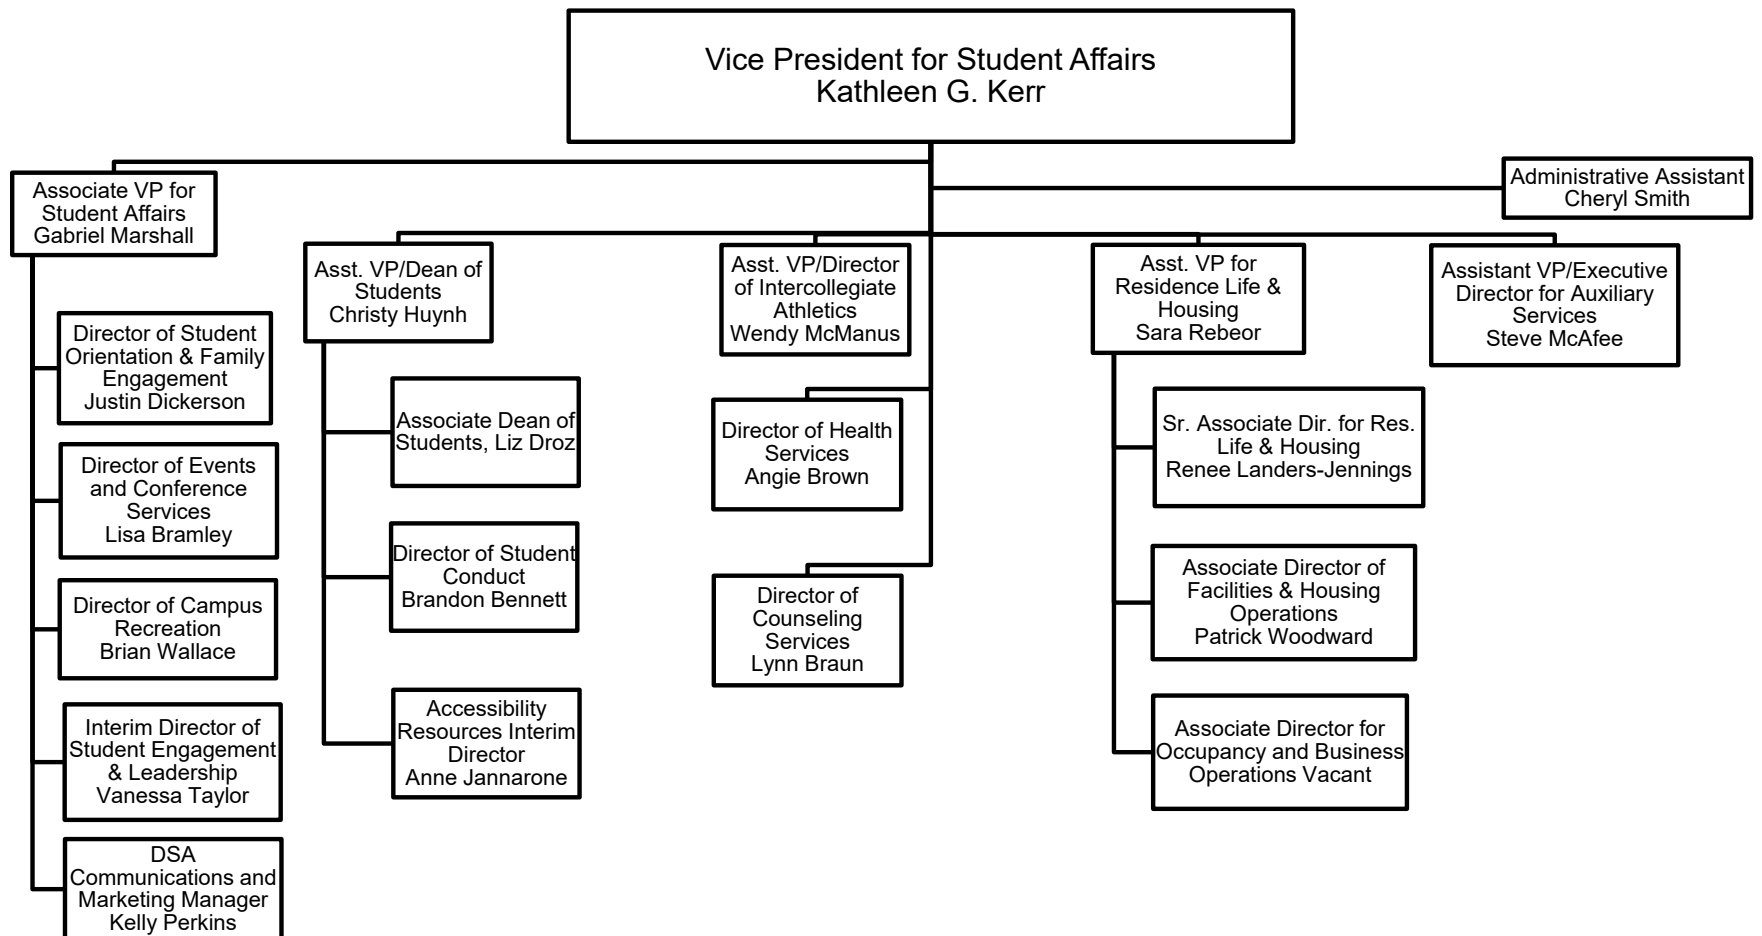 Vice President for Student Affairs
Kathleen G. Kerr
Associate VP for
Student Affairs
Gabriel Marshall
Administrative Assistant
Cheryl Smith
Asst. VP/Dean of
Students
Christy Huynh
Asst. VP/Director
of Intercollegiate
Athletics
Wendy McManus
Asst. VP for
Residence Life &
Housing
Sara Rebeor
Assistant VP/Executive
Director for Auxiliary
Services
Steve McAfee
Director of Student
Orientation & Family
Engagement
Justin Dickerson
Director of Events
and Conference
Services
Lisa Bramley
Director of Campus
Recreation
Brian Wallace
Interim Director of
Student Engagement
& Leadership
Vanessa Taylor
DSA
Communications and
Marketing Manager
Kelly Perkins
Associate Dean of
Students, Liz Droz
Director of Student
Conduct
Brandon Bennett
Accessibility
Resources Interim
Director
Anne Jannarone
Director of Health
Services
Angie Brown
Director of
Counseling
Services
Lynn Braun
Sr. Associate Dir. for Res.
Life & Housing
Renee Landers-Jennings
Associate Director of
Facilities & Housing
Operations
Patrick Woodward
Associate Director for
Occupancy and Business
Operations Vacant